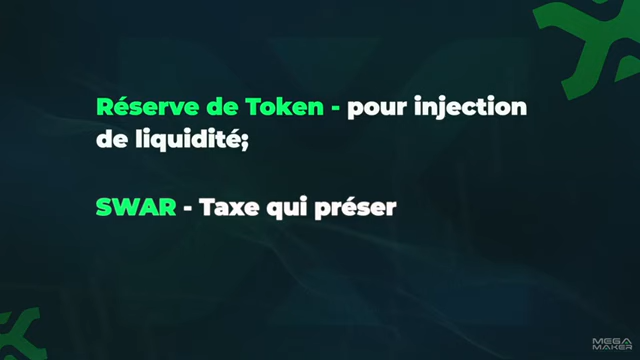 Réserve de Token - pour injection
de liquidité;
SWAR - Taxe qui préser
MEGA
MAKER